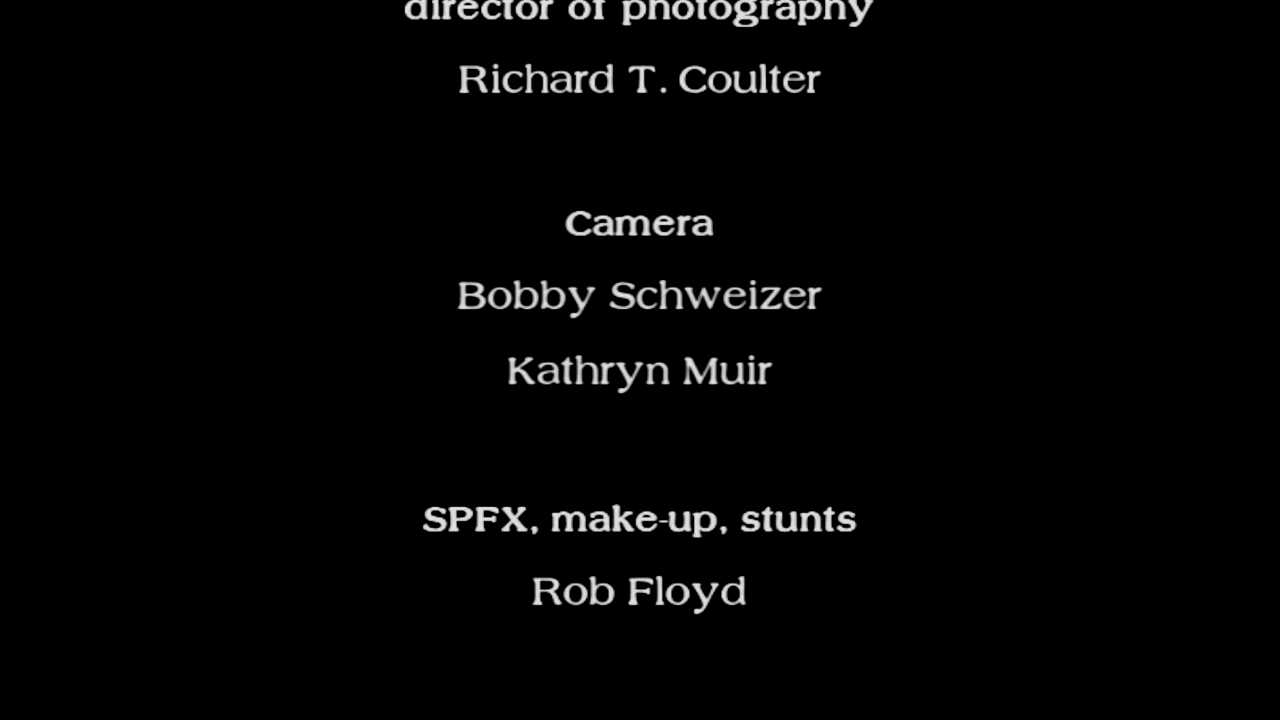 director of photography
Richard T. Coulter
Camera
Bobby Schweizer
Kathryn Muir
SPFX, make-up, stunts
Rob Floyd